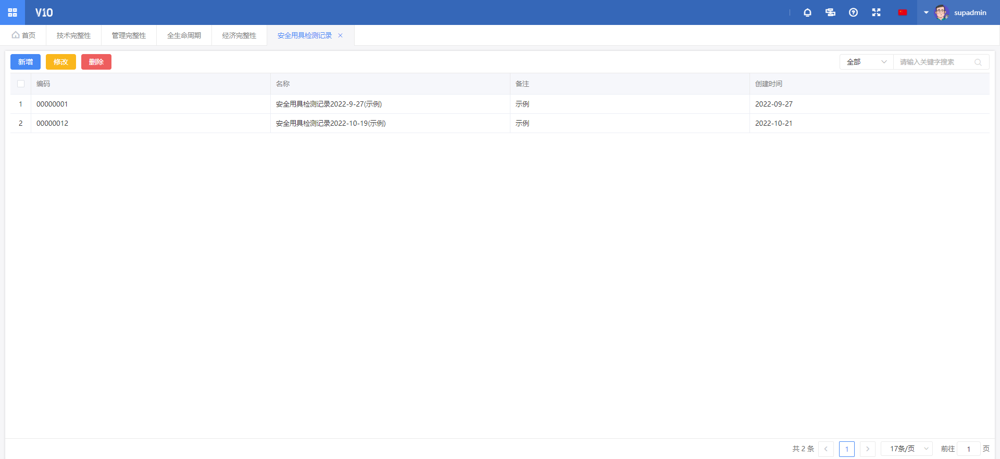 V10
supadmin
首页 技术完整性 管理完整性 全生命周期 经济完整性 安全用具检测记录
新增 修改 删除 全部 请输入关键字搜索
编码 名称 备注 创建时间
1 00000001 安全用具检测记录2022-9-27(示例) 示例 2022-09-27
2 00000012 安全用具检测记录2022-10-19(示例) 示例 2022-10-21
共 2 条 1 17条/页 前往 1 页